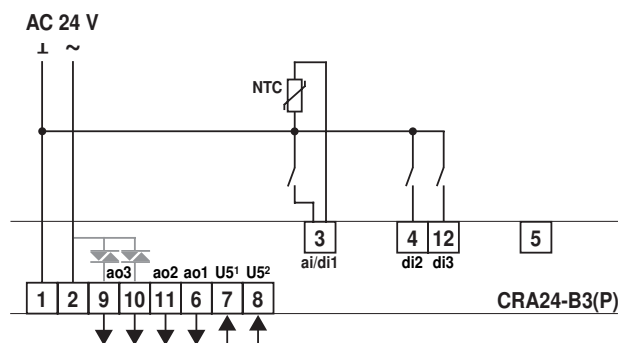 AC 24 V
⊥ ~
NTC
3 4 12 5
ai/di1 di2 di3
ao3 ao2 ao1 U5¹ U5²
1 2 9 10 11 6 7 8
CRA24-B3(P)